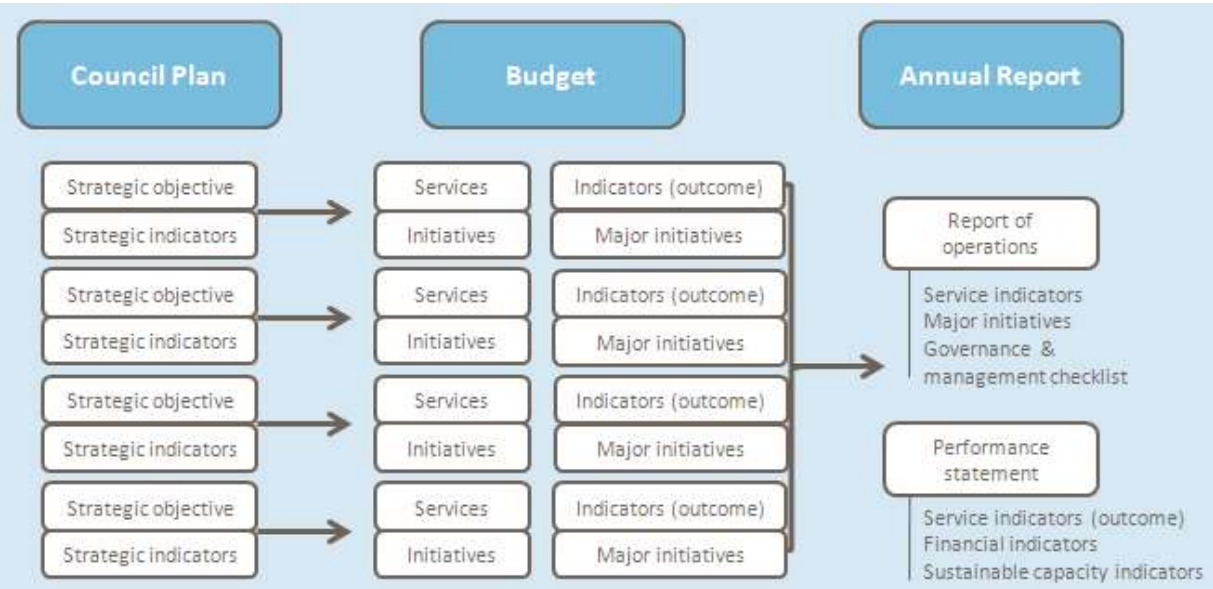 Council Plan
Budget
Annual Report
Strategic objective
Strategic indicators
Services
Initiatives
Indicators (outcome)
Major initiatives
Strategic objective
Strategic indicators
Services
Initiatives
Indicators (outcome)
Major initiatives
Strategic objective
Strategic indicators
Services
Initiatives
Indicators (outcome)
Major initiatives
Strategic objective
Strategic indicators
Services
Initiatives
Indicators (outcome)
Major initiatives
Report of
operations
Service indicators
Major initiatives
Governance &
management checklist
Performance
statement
Service indicators (outcome)
Financial indicators
Sustainable capacity indicators